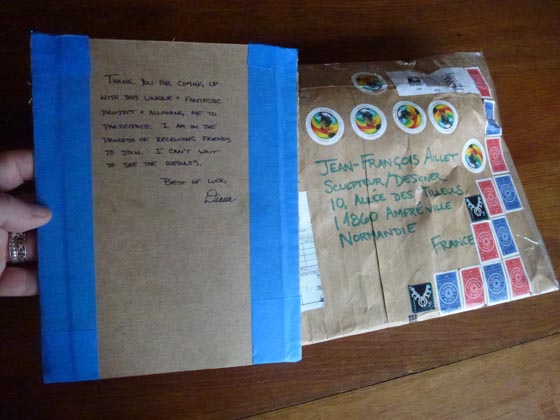 THANK YOU FOR COMING UP
WITH THIS UNIQUE + FANTASTIC
PROJECT + ALLOWING ME TO
PARTICIPATE. I AM IN THE
PROCESS OF RECRUITING FRIENDS
TO JOIN. I CAN'T WAIT
TO SEE THE RESULTS.
BEST OF LUCK,
Diana
JEAN-FRANÇOIS AILLET
SCULPTEUR/DESIGNER
10, ALLÉE DES TILLEULS
14860 AMFRÉVILLE
NORMANDIE
FRANCE